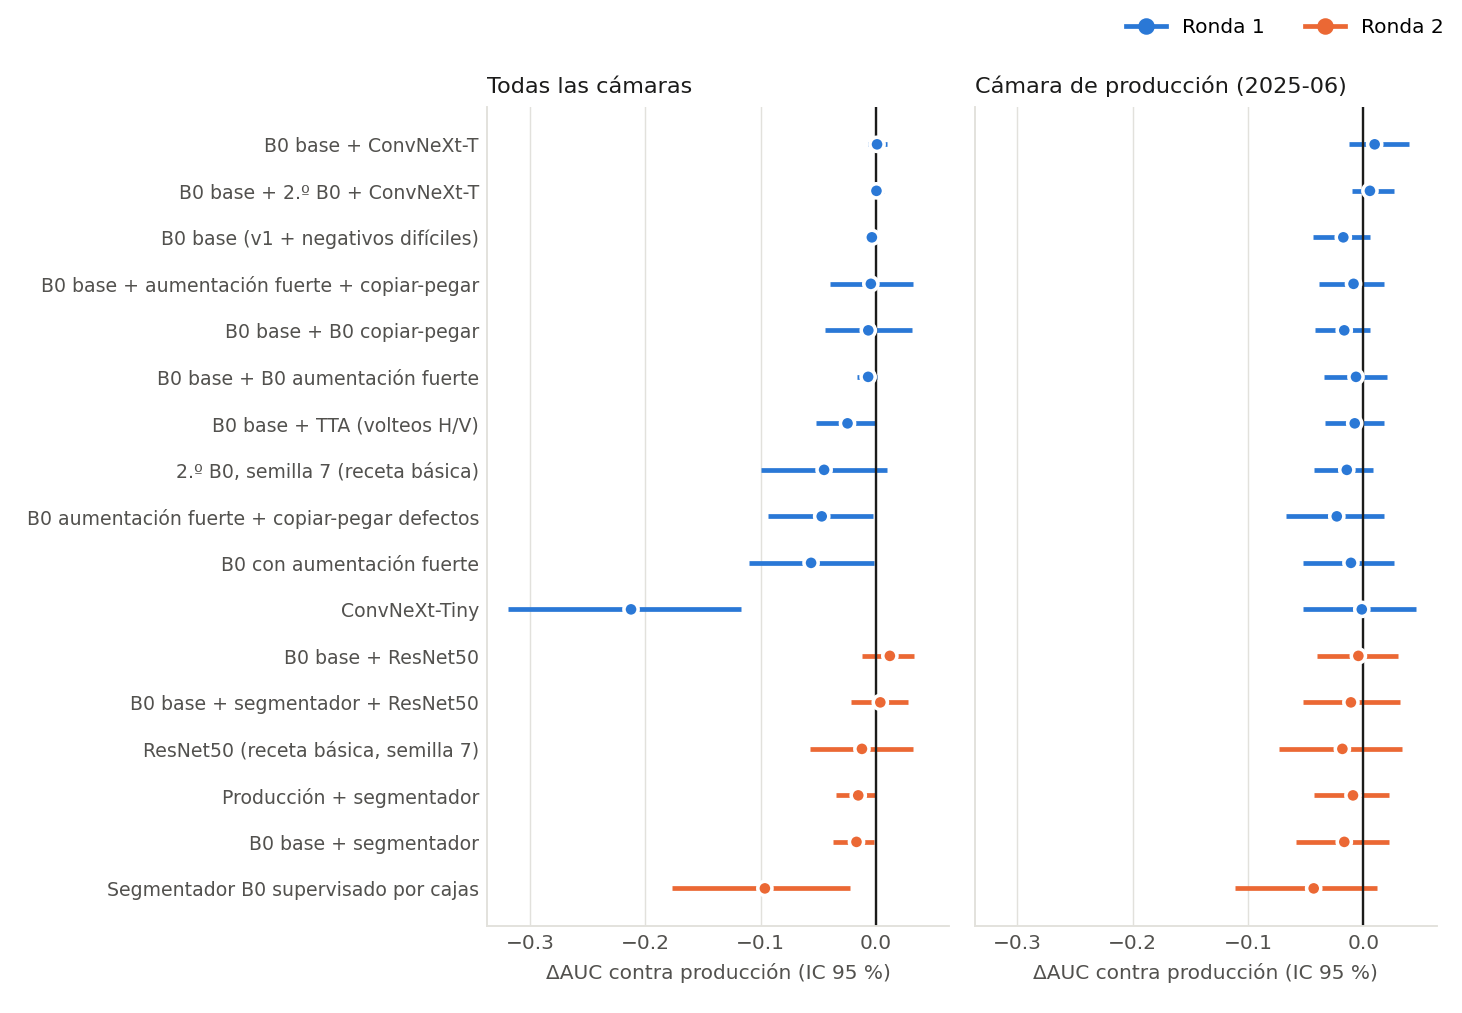 Ronda 1
Ronda 2
Todas las cámaras
Cámara de producción (2025-06)
B0 base + ConvNeXt-T
B0 base + 2.º B0 + ConvNeXt-T
B0 base (v1 + negativos difíciles)
B0 base + aumentación fuerte + copiar-pegar
B0 base + B0 copiar-pegar
B0 base + B0 aumentación fuerte
B0 base + TTA (volteos H/V)
2.º B0, semilla 7 (receta básica)
B0 aumentación fuerte + copiar-pegar defectos
B0 con aumentación fuerte
ConvNeXt-Tiny
B0 base + ResNet50
B0 base + segmentador + ResNet50
ResNet50 (receta básica, semilla 7)
Producción + segmentador
B0 base + segmentador
Segmentador B0 supervisado por cajas
−0.3 −0.2 −0.1 0.0
−0.3 −0.2 −0.1 0.0
ΔAUC contra producción (IC 95 %)
ΔAUC contra producción (IC 95 %)